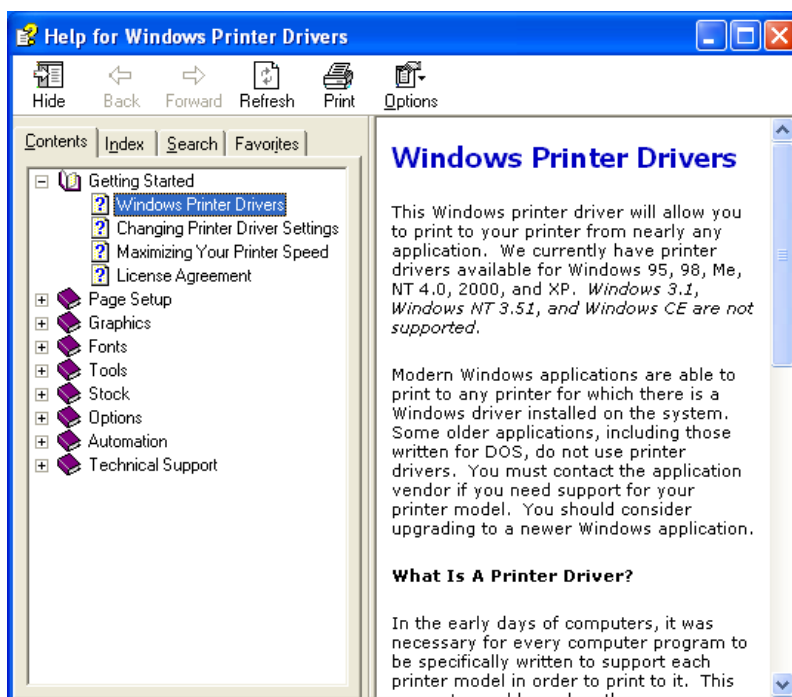 Help for Windows Printer Drivers
Hide Back Forward Refresh Print Options
Contents Index Search Favorites
Getting Started
Windows Printer Drivers
Changing Printer Driver Settings
Maximizing Your Printer Speed
License Agreement
Page Setup
Graphics
Fonts
Tools
Stock
Options
Automation
Technical Support
Windows Printer Drivers
This Windows printer driver will allow you
to print to your printer from nearly any
application. We currently have printer
drivers available for Windows 95, 98, Me,
NT 4.0, 2000, and XP. Windows 3.1,
Windows NT 3.51, and Windows CE are not
supported.
Modern Windows applications are able to
print to any printer for which there is a
Windows driver installed on the system.
Some older applications, including those
written for DOS, do not use printer
drivers. You must contact the application
vendor if you need support for your
printer model. You should consider
upgrading to a newer Windows application.
What Is A Printer Driver?
In the early days of computers, it was
necessary for every computer program to
be specifically written to support each
printer model in order to print to it. This